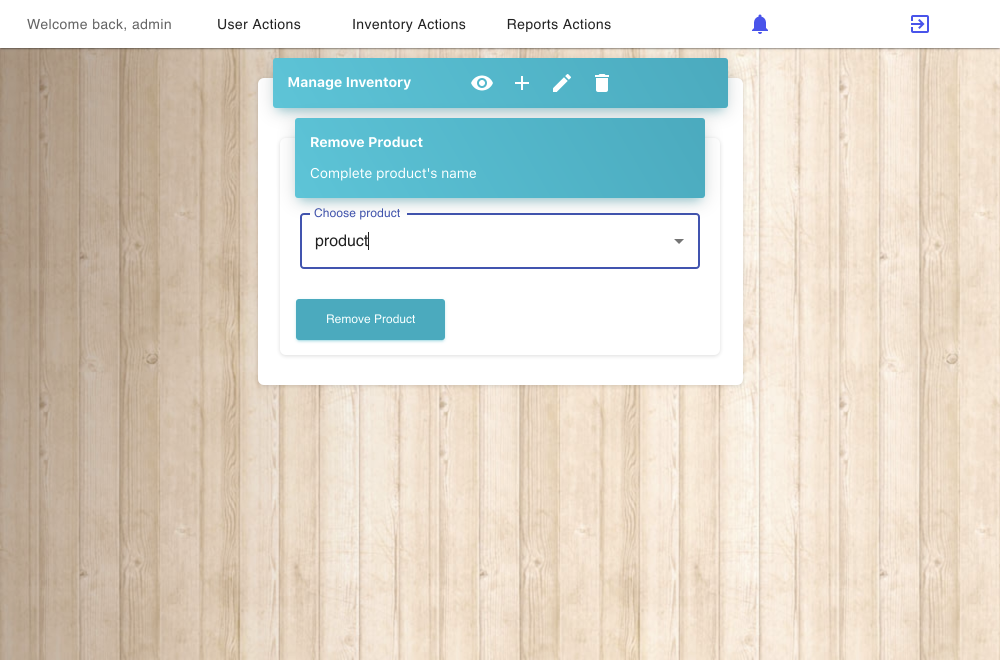 Welcome back, admin
User Actions
Inventory Actions
Reports Actions
Manage Inventory
Remove Product
Complete product's name
Choose product
product
Remove Product